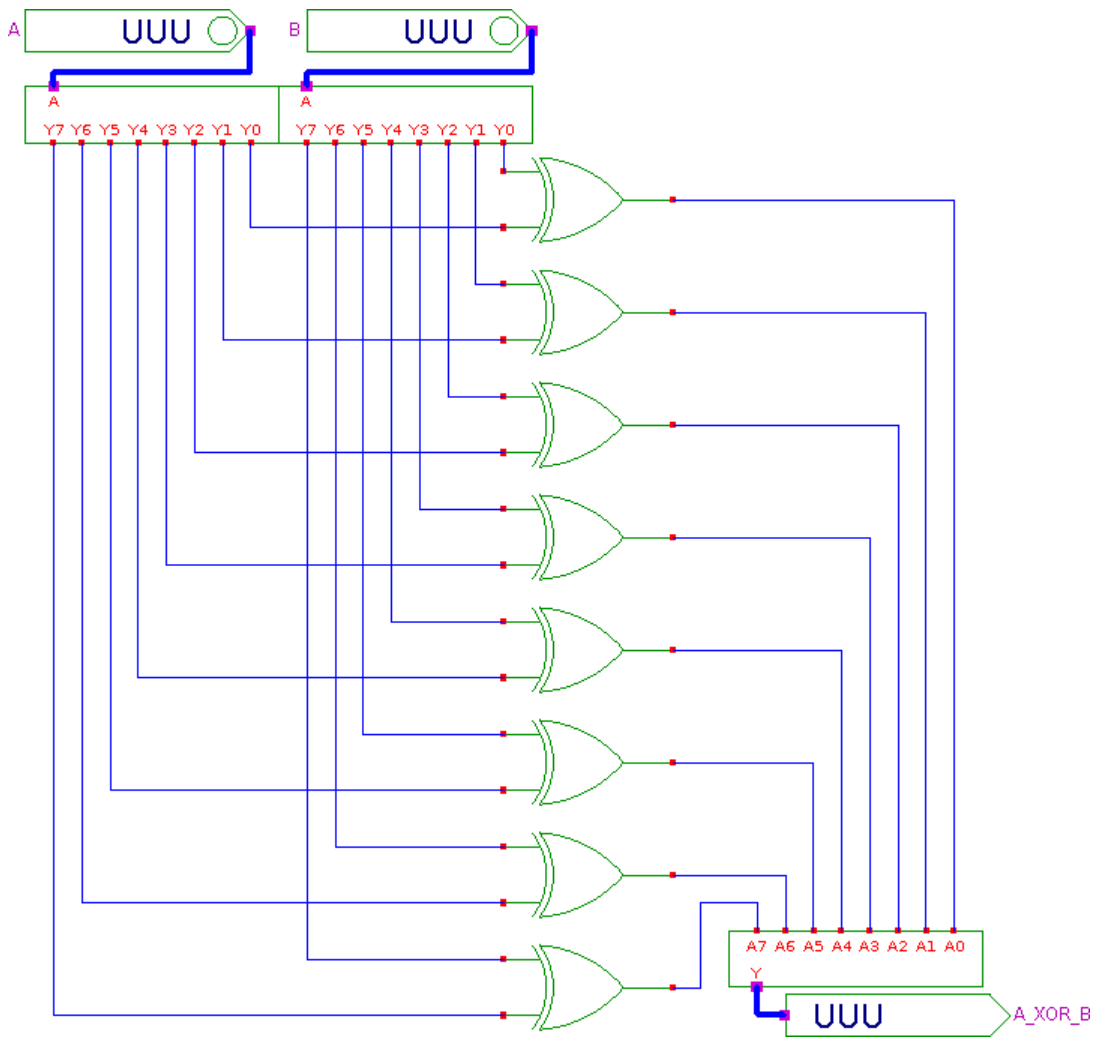 A UUU B UUU
A A
Y7 Y6 Y5 Y4 Y3 Y2 Y1 Y0 Y7 Y6 Y5 Y4 Y3 Y2 Y1 Y0
A7 A6 A5 A4 A3 A2 A1 A0
Y
UUU A_XOR_B